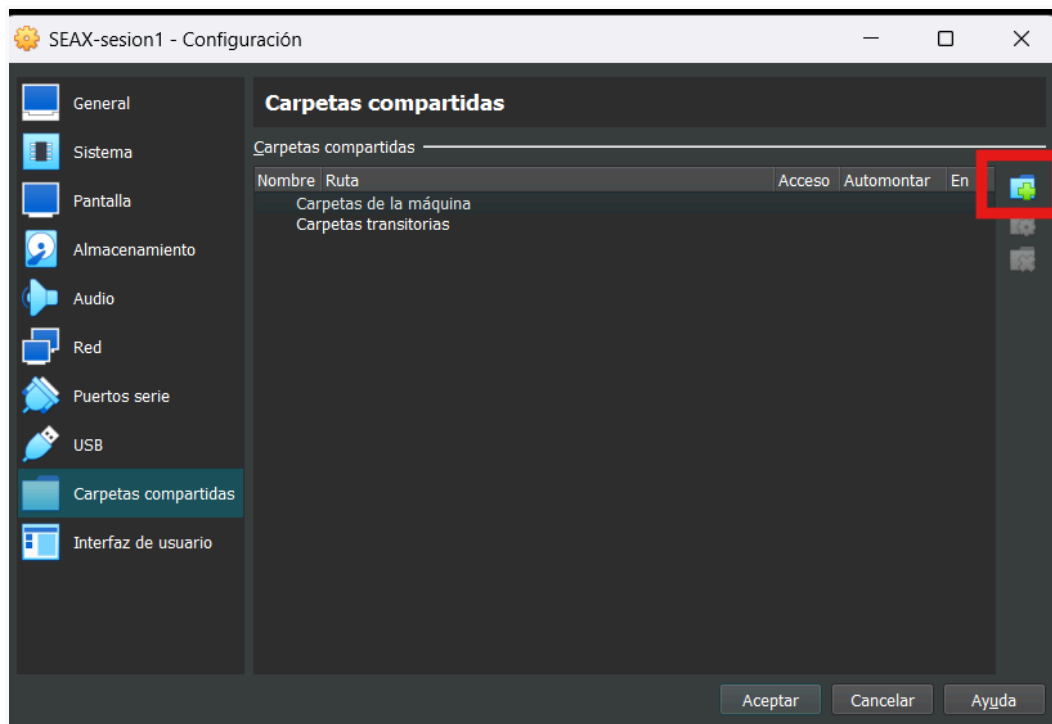 SEAX-sesion1 - Configuración
General
Sistema
Pantalla
Almacenamiento
Audio
Red
Puertos serie
USB
Carpetas compartidas
Interfaz de usuario
Carpetas compartidas
Carpetas compartidas
Nombre Ruta Acceso Automontar En
Carpetas de la máquina
Carpetas transitorias
Aceptar Cancelar Ayuda